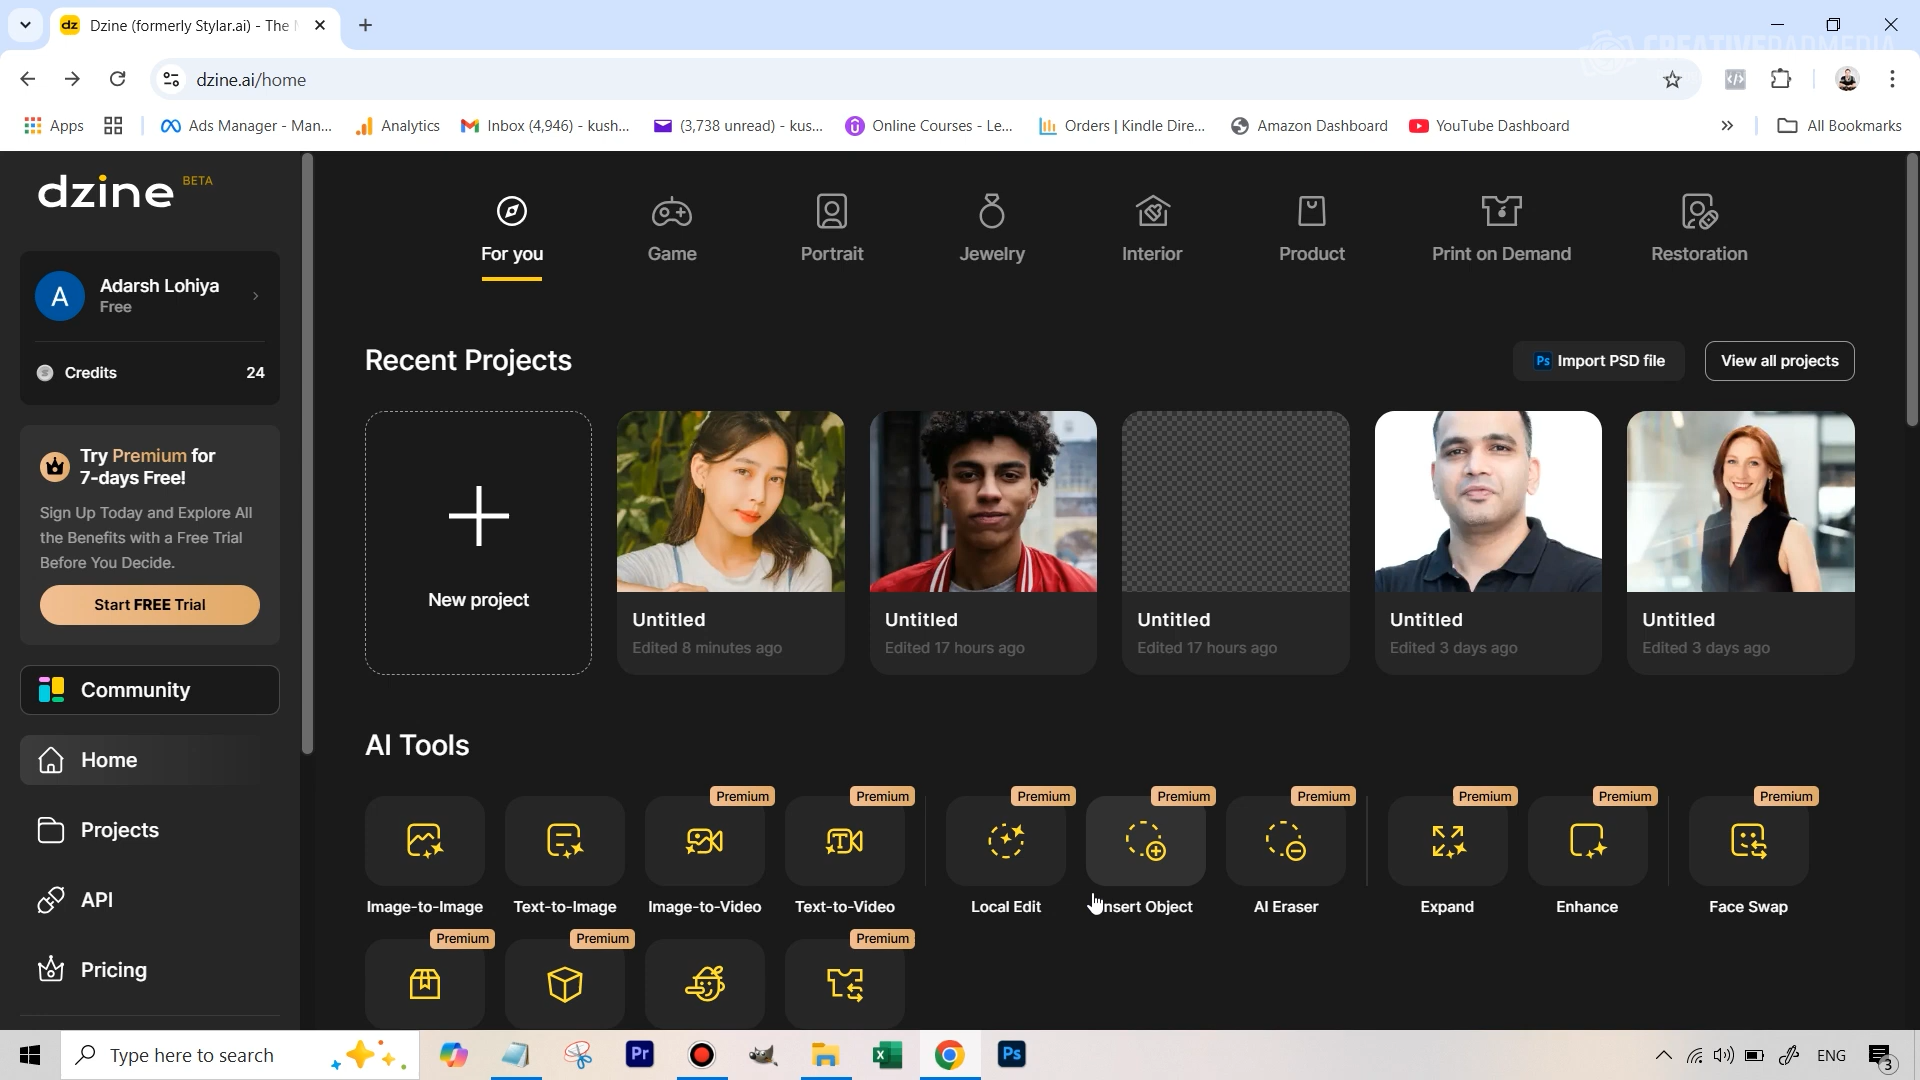 dz Dzine (formerly Stylar.ai) - The
CREATIVEDADMEDIA
dzine.ai/home
Apps
Ads Manager - Man...
Analytics
Inbox (4,946) - kush...
(3,738 unread) - kus...
Online Courses - Le...
Orders | Kindle Dire...
Amazon Dashboard
YouTube Dashboard
All Bookmarks
dzine BETA
For you
Game
Portrait
Jewelry
Interior
Product
Print on Demand
Restoration
A
Adarsh Lohiya
Free
Credits 24
Recent Projects
Ps Import PSD file
View all projects
Try Premium for
7-days Free!
Sign Up Today and Explore All
the Benefits with a Free Trial
Before You Decide.
Start FREE Trial
New project
Untitled
Edited 8 minutes ago
Untitled
Edited 17 hours ago
Untitled
Edited 17 hours ago
Untitled
Edited 3 days ago
Untitled
Edited 3 days ago
Community
Home
Projects
API
Pricing
AI Tools
Premium
Premium
Premium
Premium
Premium
Premium
Premium
Premium
Image-to-Image
Text-to-Image
Image-to-Video
Text-to-Video
Local Edit
Insert Object
AI Eraser
Expand
Enhance
Face Swap
Premium
Premium
Premium
Type here to search
Pr
Ps
ENG
3